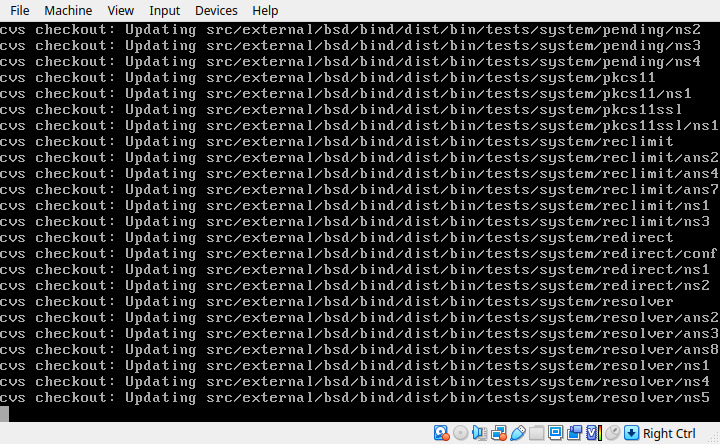 File Machine View Input Devices Help
cvs checkout: Updating src/external/bsd/bind/dist/bin/tests/system/pending/ns2
cvs checkout: Updating src/external/bsd/bind/dist/bin/tests/system/pending/ns3
cvs checkout: Updating src/external/bsd/bind/dist/bin/tests/system/pending/ns4
cvs checkout: Updating src/external/bsd/bind/dist/bin/tests/system/pkcs11
cvs checkout: Updating src/external/bsd/bind/dist/bin/tests/system/pkcs11/ns1
cvs checkout: Updating src/external/bsd/bind/dist/bin/tests/system/pkcs11ssl
cvs checkout: Updating src/external/bsd/bind/dist/bin/tests/system/pkcs11ssl/ns1
cvs checkout: Updating src/external/bsd/bind/dist/bin/tests/system/reclimit
cvs checkout: Updating src/external/bsd/bind/dist/bin/tests/system/reclimit/ans2
cvs checkout: Updating src/external/bsd/bind/dist/bin/tests/system/reclimit/ans4
cvs checkout: Updating src/external/bsd/bind/dist/bin/tests/system/reclimit/ans7
cvs checkout: Updating src/external/bsd/bind/dist/bin/tests/system/reclimit/ns1
cvs checkout: Updating src/external/bsd/bind/dist/bin/tests/system/reclimit/ns3
cvs checkout: Updating src/external/bsd/bind/dist/bin/tests/system/redirect
cvs checkout: Updating src/external/bsd/bind/dist/bin/tests/system/redirect/conf
cvs checkout: Updating src/external/bsd/bind/dist/bin/tests/system/redirect/ns1
cvs checkout: Updating src/external/bsd/bind/dist/bin/tests/system/redirect/ns2
cvs checkout: Updating src/external/bsd/bind/dist/bin/tests/system/resolver
cvs checkout: Updating src/external/bsd/bind/dist/bin/tests/system/resolver/ans2
cvs checkout: Updating src/external/bsd/bind/dist/bin/tests/system/resolver/ans3
cvs checkout: Updating src/external/bsd/bind/dist/bin/tests/system/resolver/ans8
cvs checkout: Updating src/external/bsd/bind/dist/bin/tests/system/resolver/ns1
cvs checkout: Updating src/external/bsd/bind/dist/bin/tests/system/resolver/ns4
cvs checkout: Updating src/external/bsd/bind/dist/bin/tests/system/resolver/ns5
Right Ctrl